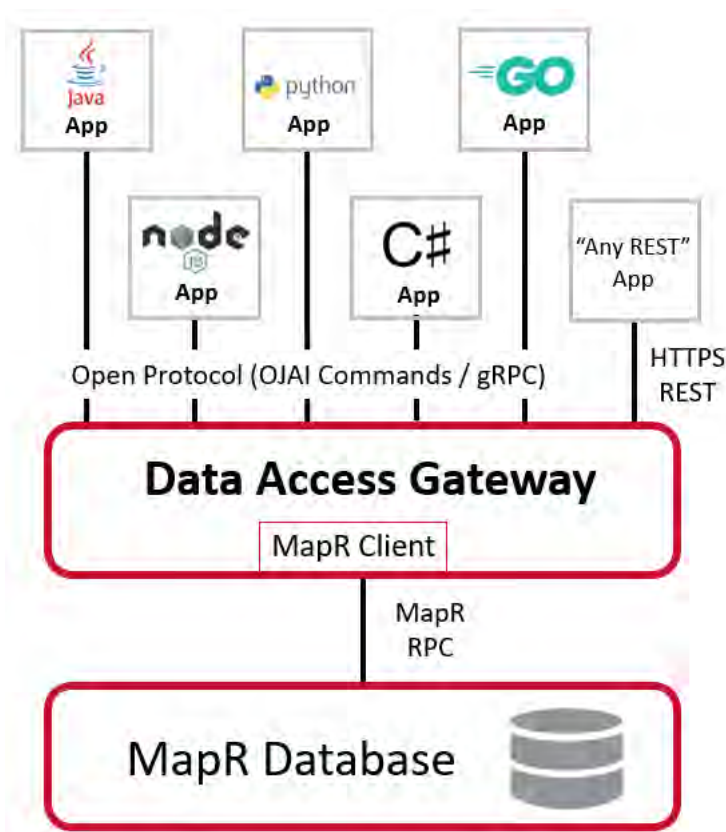 Java
App
python
App
GO
App
node
JS
App
C#
App
"Any REST"
App
Open Protocol (OJAI Commands / gRPC)
HTTPS
REST
Data Access Gateway
MapR Client
MapR
RPC
MapR Database